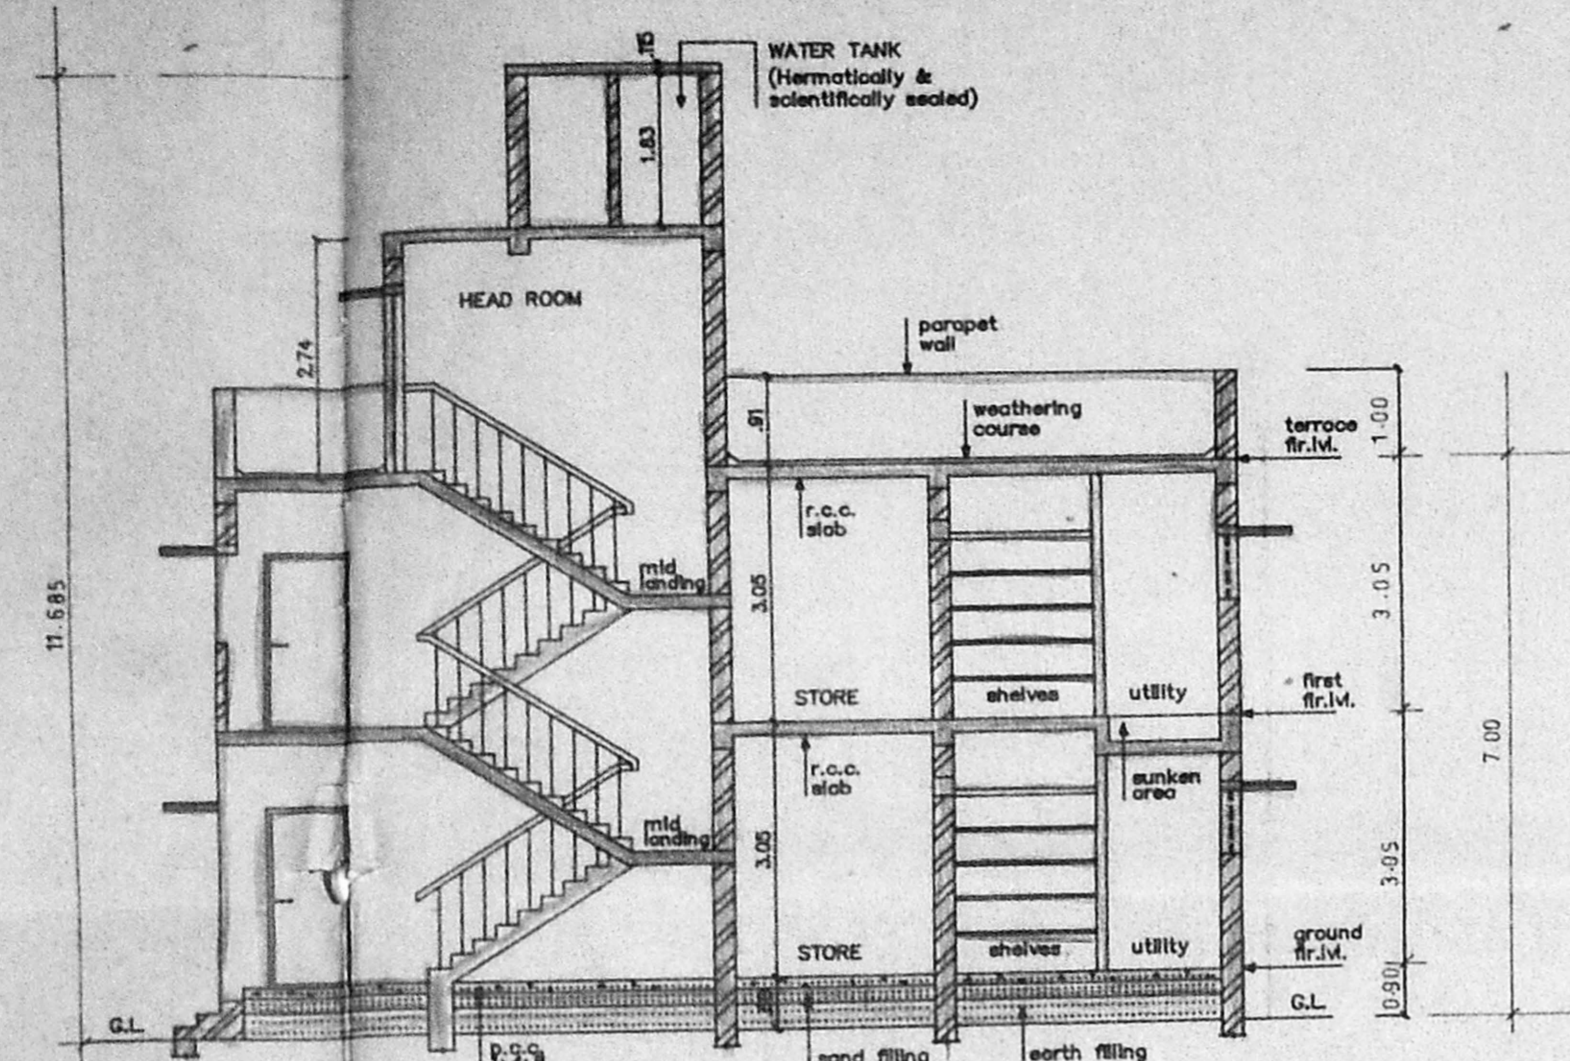 .115
WATER TANK
(Hermatically &
scientifically sealed)
1.83
HEAD ROOM
2.74
parapet
wall
.91
weathering
course
terrace
flr.lvl.
1.00
r.c.c.
slab
mid
landing
3.05
3.05
11.685
STORE
shelves
utility
first
flr.lvl.
7.00
r.c.c.
slab
sunken
area
mid
landing
3.05
3.05
STORE
shelves
utility
ground
flr.lvl.
0.90
G.L
G.L.
p.c.c
sand filling
earth filling